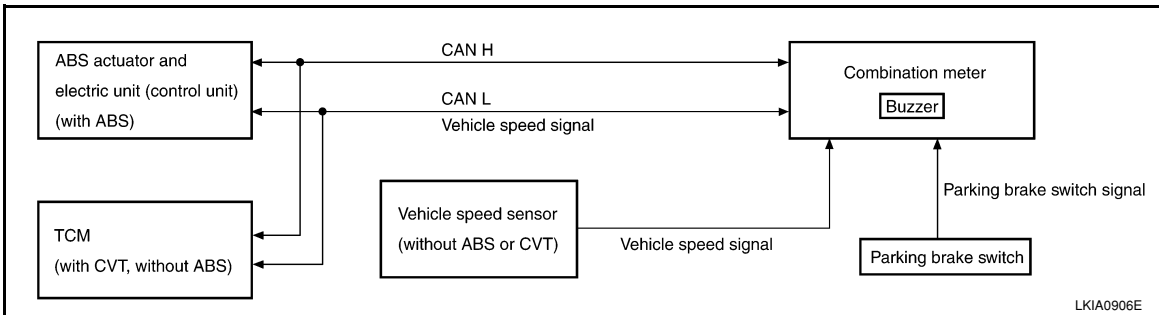 ABS actuator and
electric unit (control unit)
(with ABS)
CAN H
CAN L
Vehicle speed signal
Combination meter
Buzzer
TCM
(with CVT, without ABS)
Vehicle speed sensor
(without ABS or CVT)
Vehicle speed signal
Parking brake switch signal
Parking brake switch
LKIA0906E